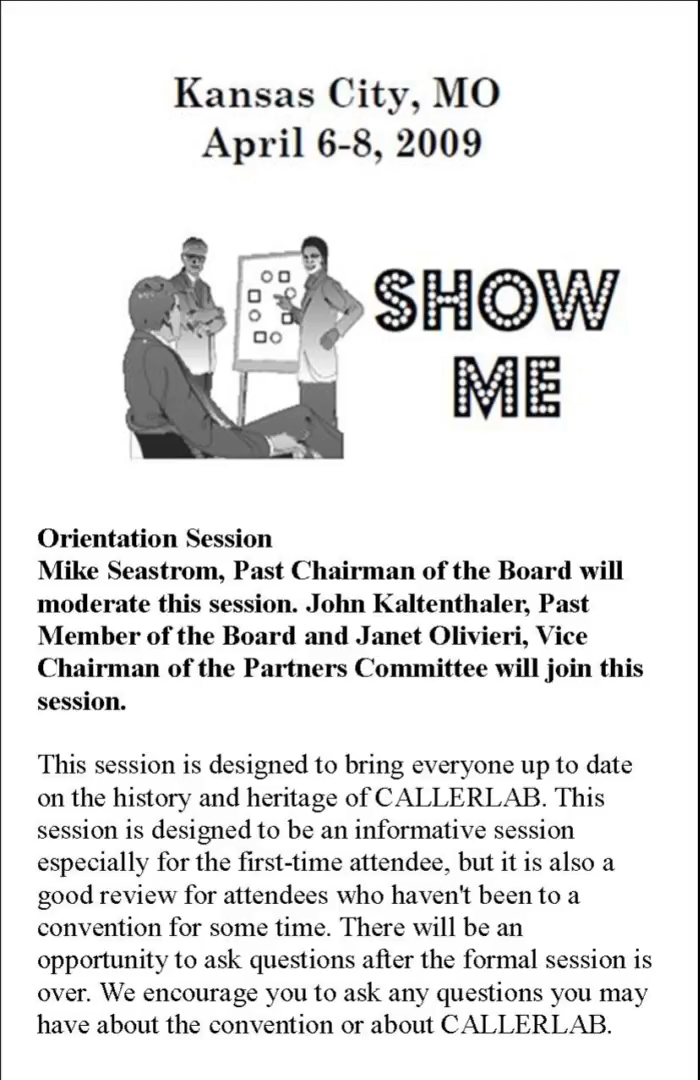 Kansas City, MO
April 6-8, 2009
SHOW
ME
Orientation Session
Mike Seastrom, Past Chairman of the Board will
moderate this session. John Kaltenthaler, Past
Member of the Board and Janet Olivieri, Vice
Chairman of the Partners Committee will join this
session.
This session is designed to bring everyone up to date
on the history and heritage of CALLERLAB. This
session is designed to be an informative session
especially for the first-time attendee, but it is also a
good review for attendees who haven't been to a
convention for some time. There will be an
opportunity to ask questions after the formal session is
over. We encourage you to ask any questions you may
have about the convention or about CALLERLAB.